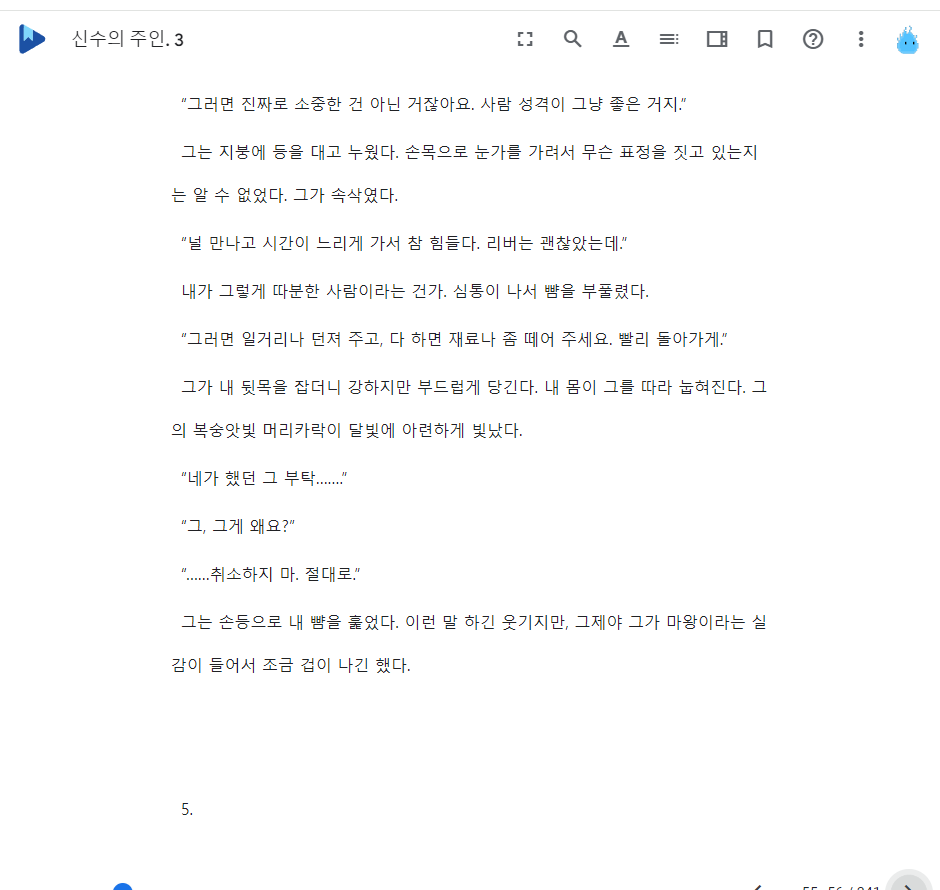 신수의 주인. 3
“그러면 진짜로 소중한 건 아닌 거잖아요. 사람 성격이 그냥 좋은 거지.”
그는 지붕에 등을 대고 누웠다. 손목으로 눈가를 가려서 무슨 표정을 짓고 있는지
는 알 수 없었다. 그가 속삭였다.
“널 만나고 시간이 느리게 가서 참 힘들다. 리버는 괜찮았는데.”
내가 그렇게 따분한 사람이라는 건가. 심통이 나서 뺨을 부풀렸다.
“그러면 일거리나 던져 주고, 다 하면 재료나 좀 떼어 주세요. 빨리 돌아가게.”
그가 내 뒷목을 잡더니 강하지만 부드럽게 당긴다. 내 몸이 그를 따라 눕혀진다. 그
의 복숭앗빛 머리카락이 달빛에 아련하게 빛났다.
“네가 했던 그 부탁…….”
“그, 그게 왜요?”
“……취소하지 마. 절대로.”
그는 손등으로 내 뺨을 훑었다. 이런 말 하긴 웃기지만, 그제야 그가 마왕이라는 실
감이 들어서 조금 겁이 나긴 했다.
5.